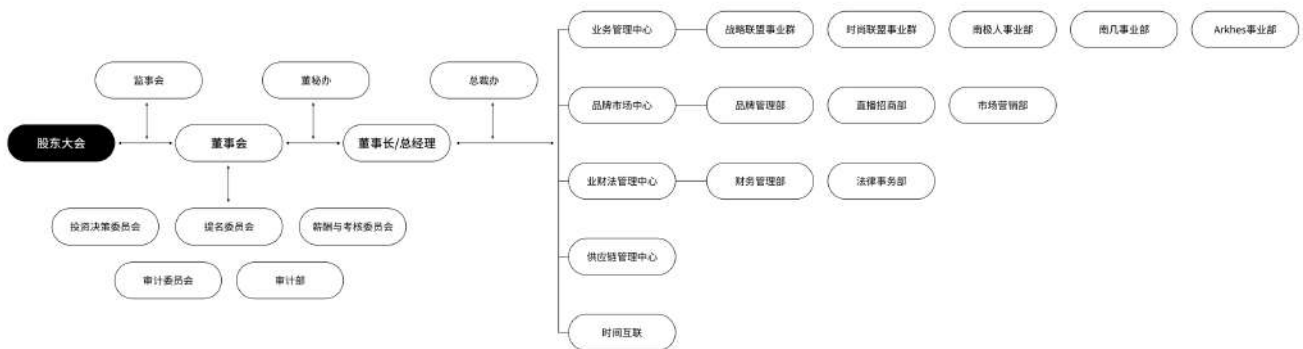 业务管理中心
战略联盟事业群
时尚联盟事业群
南极人事业部
南几事业部
Arkhes事业部
监事会
董秘办
总裁办
品牌市场中心
品牌管理部
直播招商部
市场营销部
股东大会
董事会
董事长/总经理
业财法管理中心
财务管理部
法律事务部
投资决策委员会
提名委员会
薪酬与考核委员会
供应链管理中心
审计委员会
审计部
时间互联